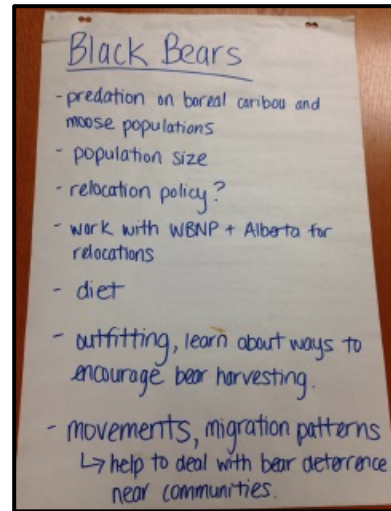 Black Bears
- predation on boreal caribou and
moose populations
- population size
- relocation policy?
- work with WBNP + Alberta for
relocations
- diet
- outfitting, learn about ways to
encourage bear harvesting.
- movements, migration patterns
↳ help to deal with bear deterrence
near communities.